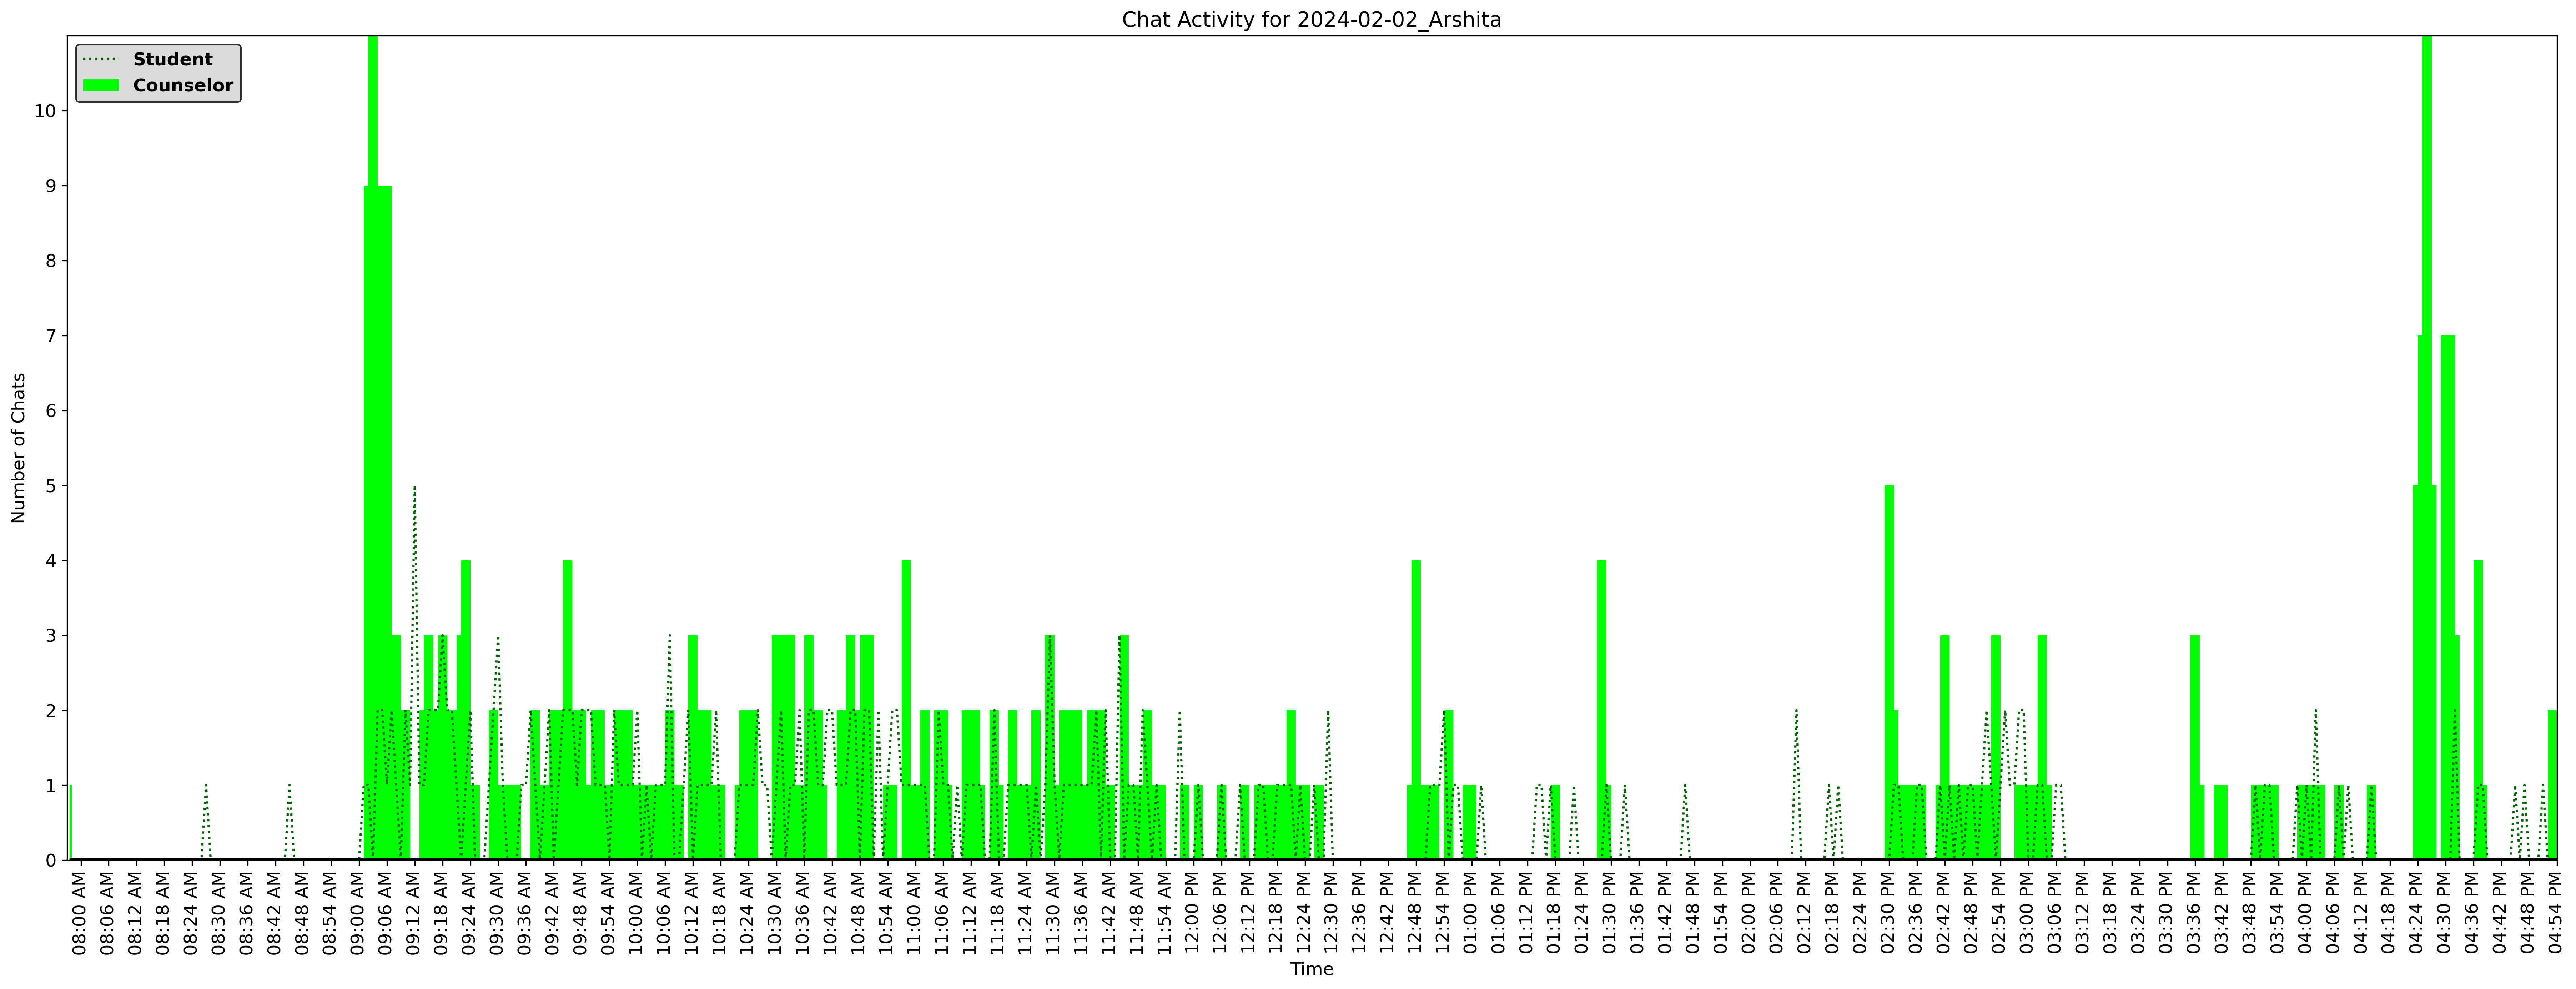 Chat Activity for 2024-02-02_Arshita
Student
Counselor
Number of Chats
10
9
8
7
6
5
4
3
2
1
0
08:00 AM
08:06 AM
08:12 AM
08:18 AM
08:24 AM
08:30 AM
08:36 AM
08:42 AM
08:48 AM
08:54 AM
09:00 AM
09:06 AM
09:12 AM
09:18 AM
09:24 AM
09:30 AM
09:36 AM
09:42 AM
09:48 AM
09:54 AM
10:00 AM
10:06 AM
10:12 AM
10:18 AM
10:24 AM
10:30 AM
10:36 AM
10:42 AM
10:48 AM
10:54 AM
11:00 AM
11:06 AM
11:12 AM
11:18 AM
11:24 AM
11:30 AM
11:36 AM
11:42 AM
11:48 AM
11:54 AM
12:00 PM
12:06 PM
12:12 PM
12:18 PM
12:24 PM
12:30 PM
12:36 PM
12:42 PM
12:48 PM
12:54 PM
01:00 PM
01:06 PM
01:12 PM
01:18 PM
01:24 PM
01:30 PM
01:36 PM
01:42 PM
01:48 PM
01:54 PM
02:00 PM
02:06 PM
02:12 PM
02:18 PM
02:24 PM
02:30 PM
02:36 PM
02:42 PM
02:48 PM
02:54 PM
03:00 PM
03:06 PM
03:12 PM
03:18 PM
03:24 PM
03:30 PM
03:36 PM
03:42 PM
03:48 PM
03:54 PM
04:00 PM
04:06 PM
04:12 PM
04:18 PM
04:24 PM
04:30 PM
04:36 PM
04:42 PM
04:48 PM
04:54 PM
Time